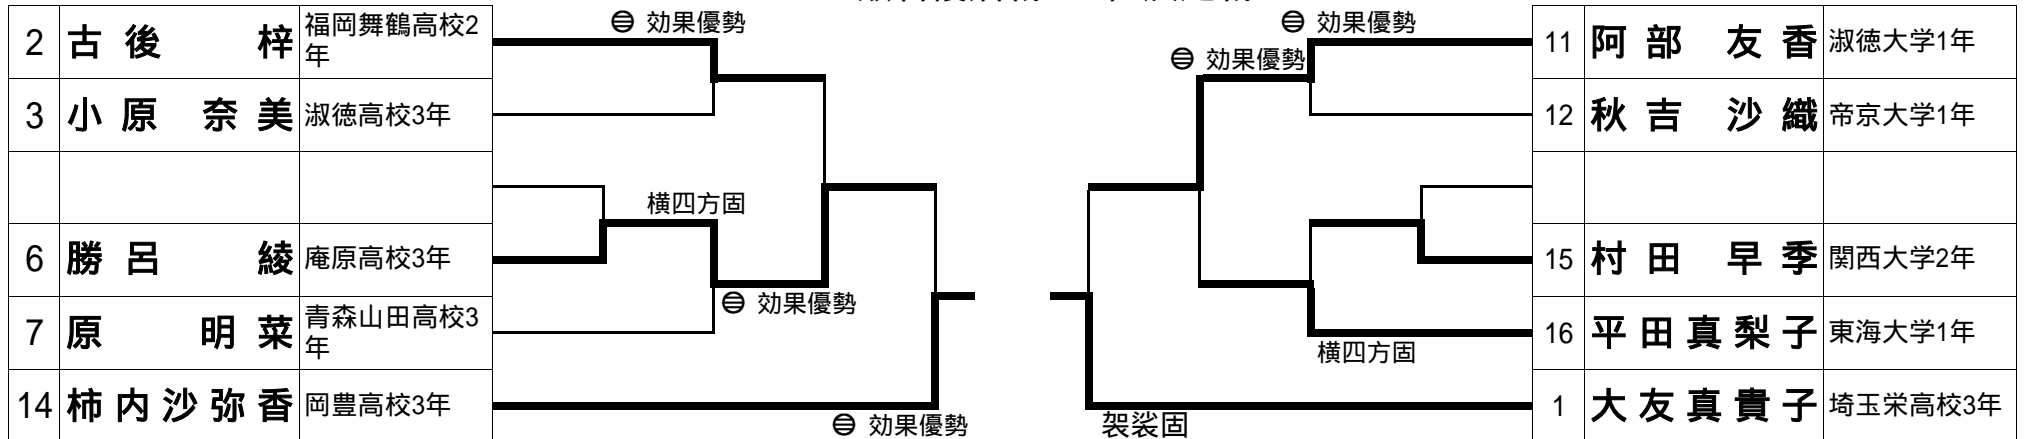 2 古後 梓 福岡舞鶴高校2
年
3 小原 奈美 淑徳高校3年
6 勝呂 綾 庵原高校3年
7 原 明菜 青森山田高校3
年
14 柿内沙弥香 岡豊高校3年
効果優勢
横四方固
効果優勢
効果優勢
効果優勢
効果優勢
横四方固
袈裟固
11 阿部 友香 淑徳大学1年
12 秋吉 沙織 帝京大学1年
15 村田 早季 関西大学2年
16 平田真梨子 東海大学1年
1 大友真貴子 埼玉栄高校3年